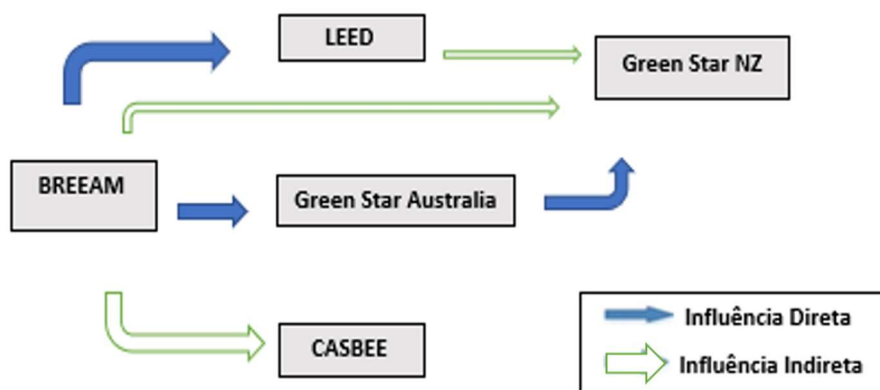 LEED
Green Star NZ
BREEAM
Green Star Australia
CASBEE
Influência Direta
Influência Indireta